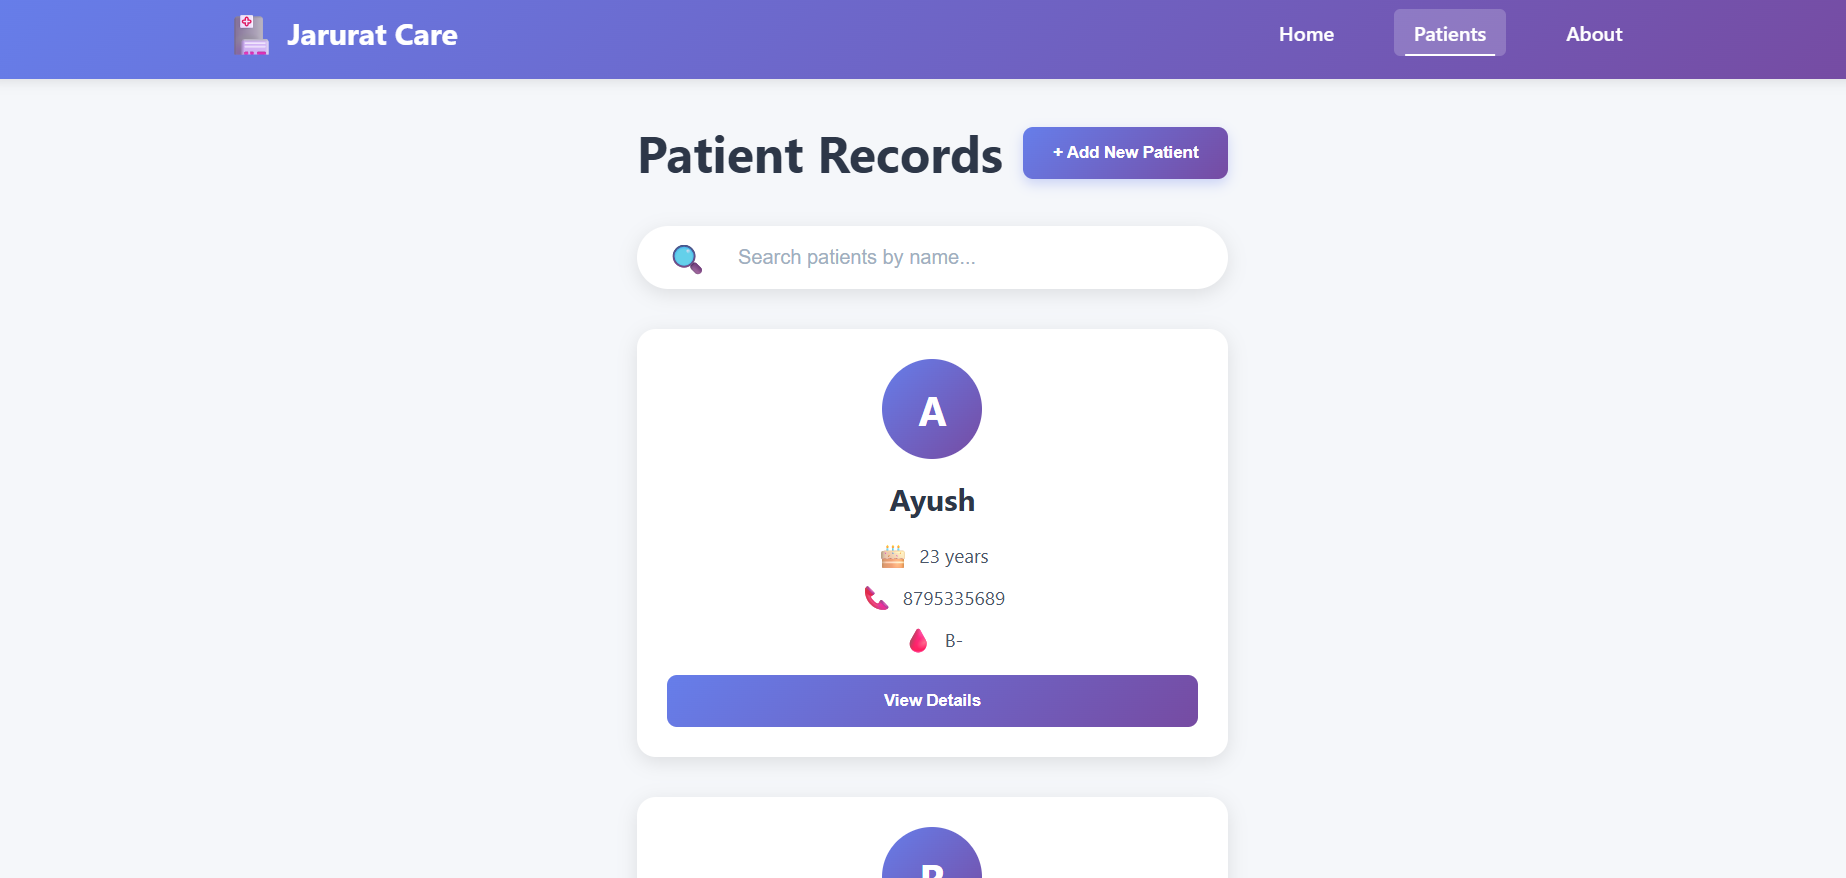 Jarurat Care
Home
Patients
About
Patient Records
+ Add New Patient
Search patients by name...
A
Ayush
23 years
8795335689
B-
View Details